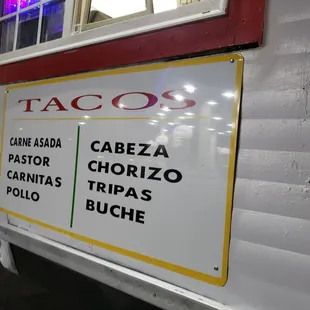 TACOS
CARNE ASADA
PASTOR
CARNITAS
POLLO
CABEZA
CHORIZO
TRIPAS
BUCHE